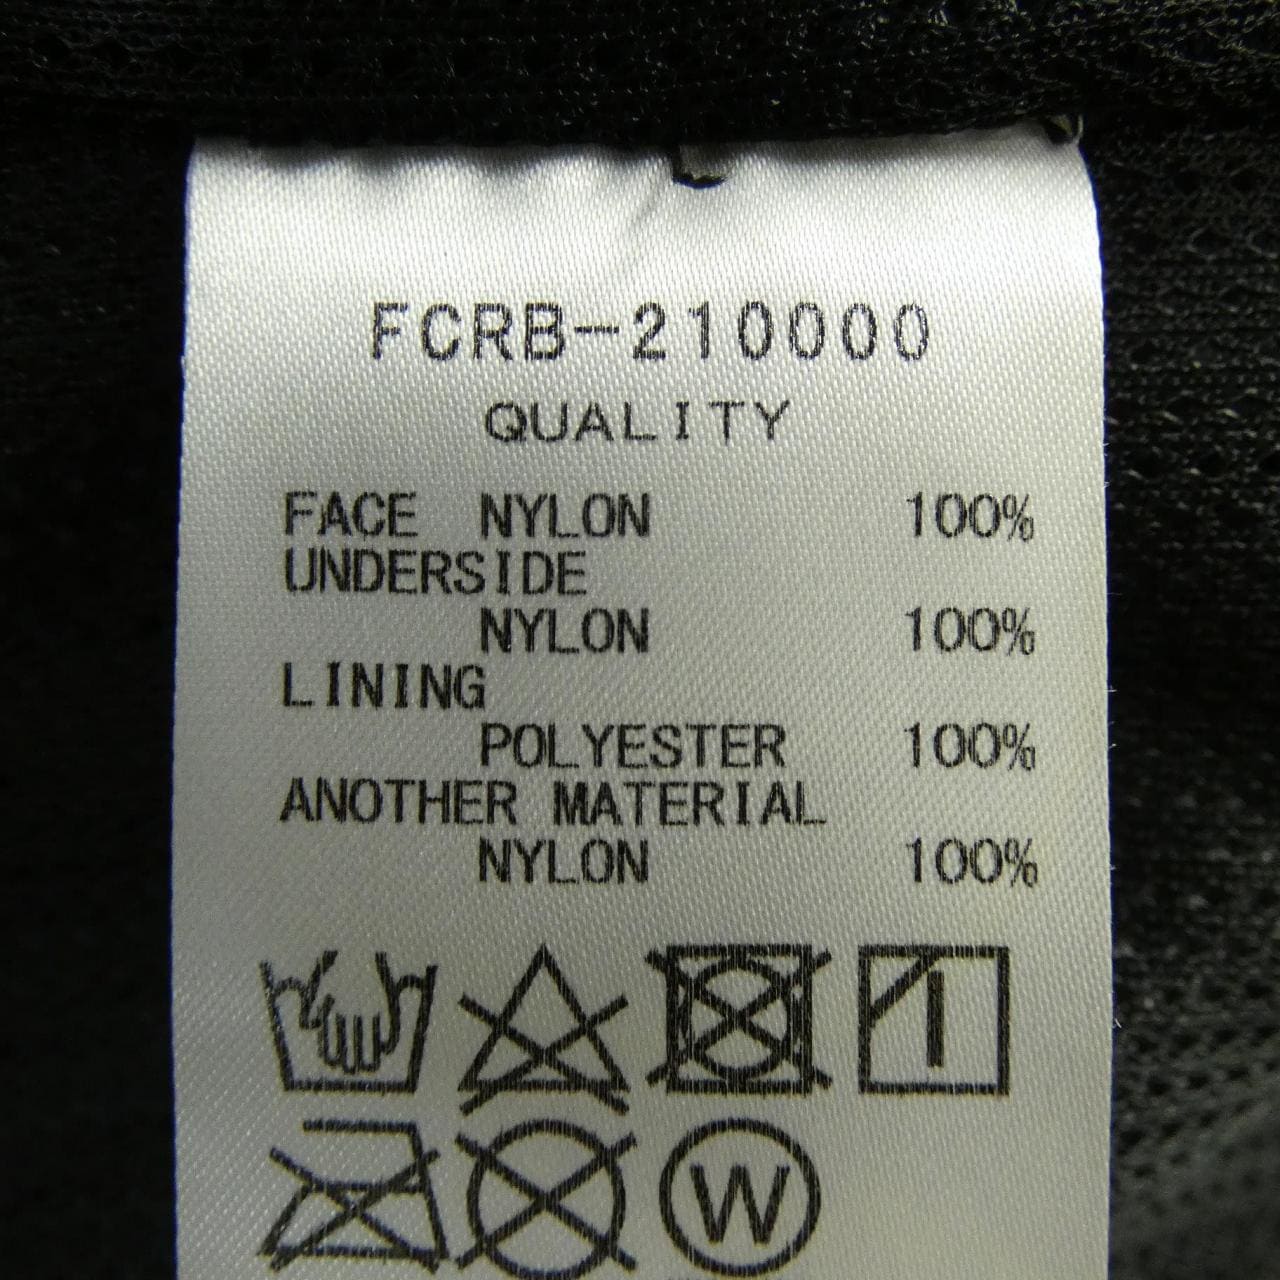 FCRB-210000
QUALITY
FACE NYLON 100%
UNDERSIDE
NYLON 100%
LINING
POLYESTER 100%
ANOTHER MATERIAL
NYLON 100%
W